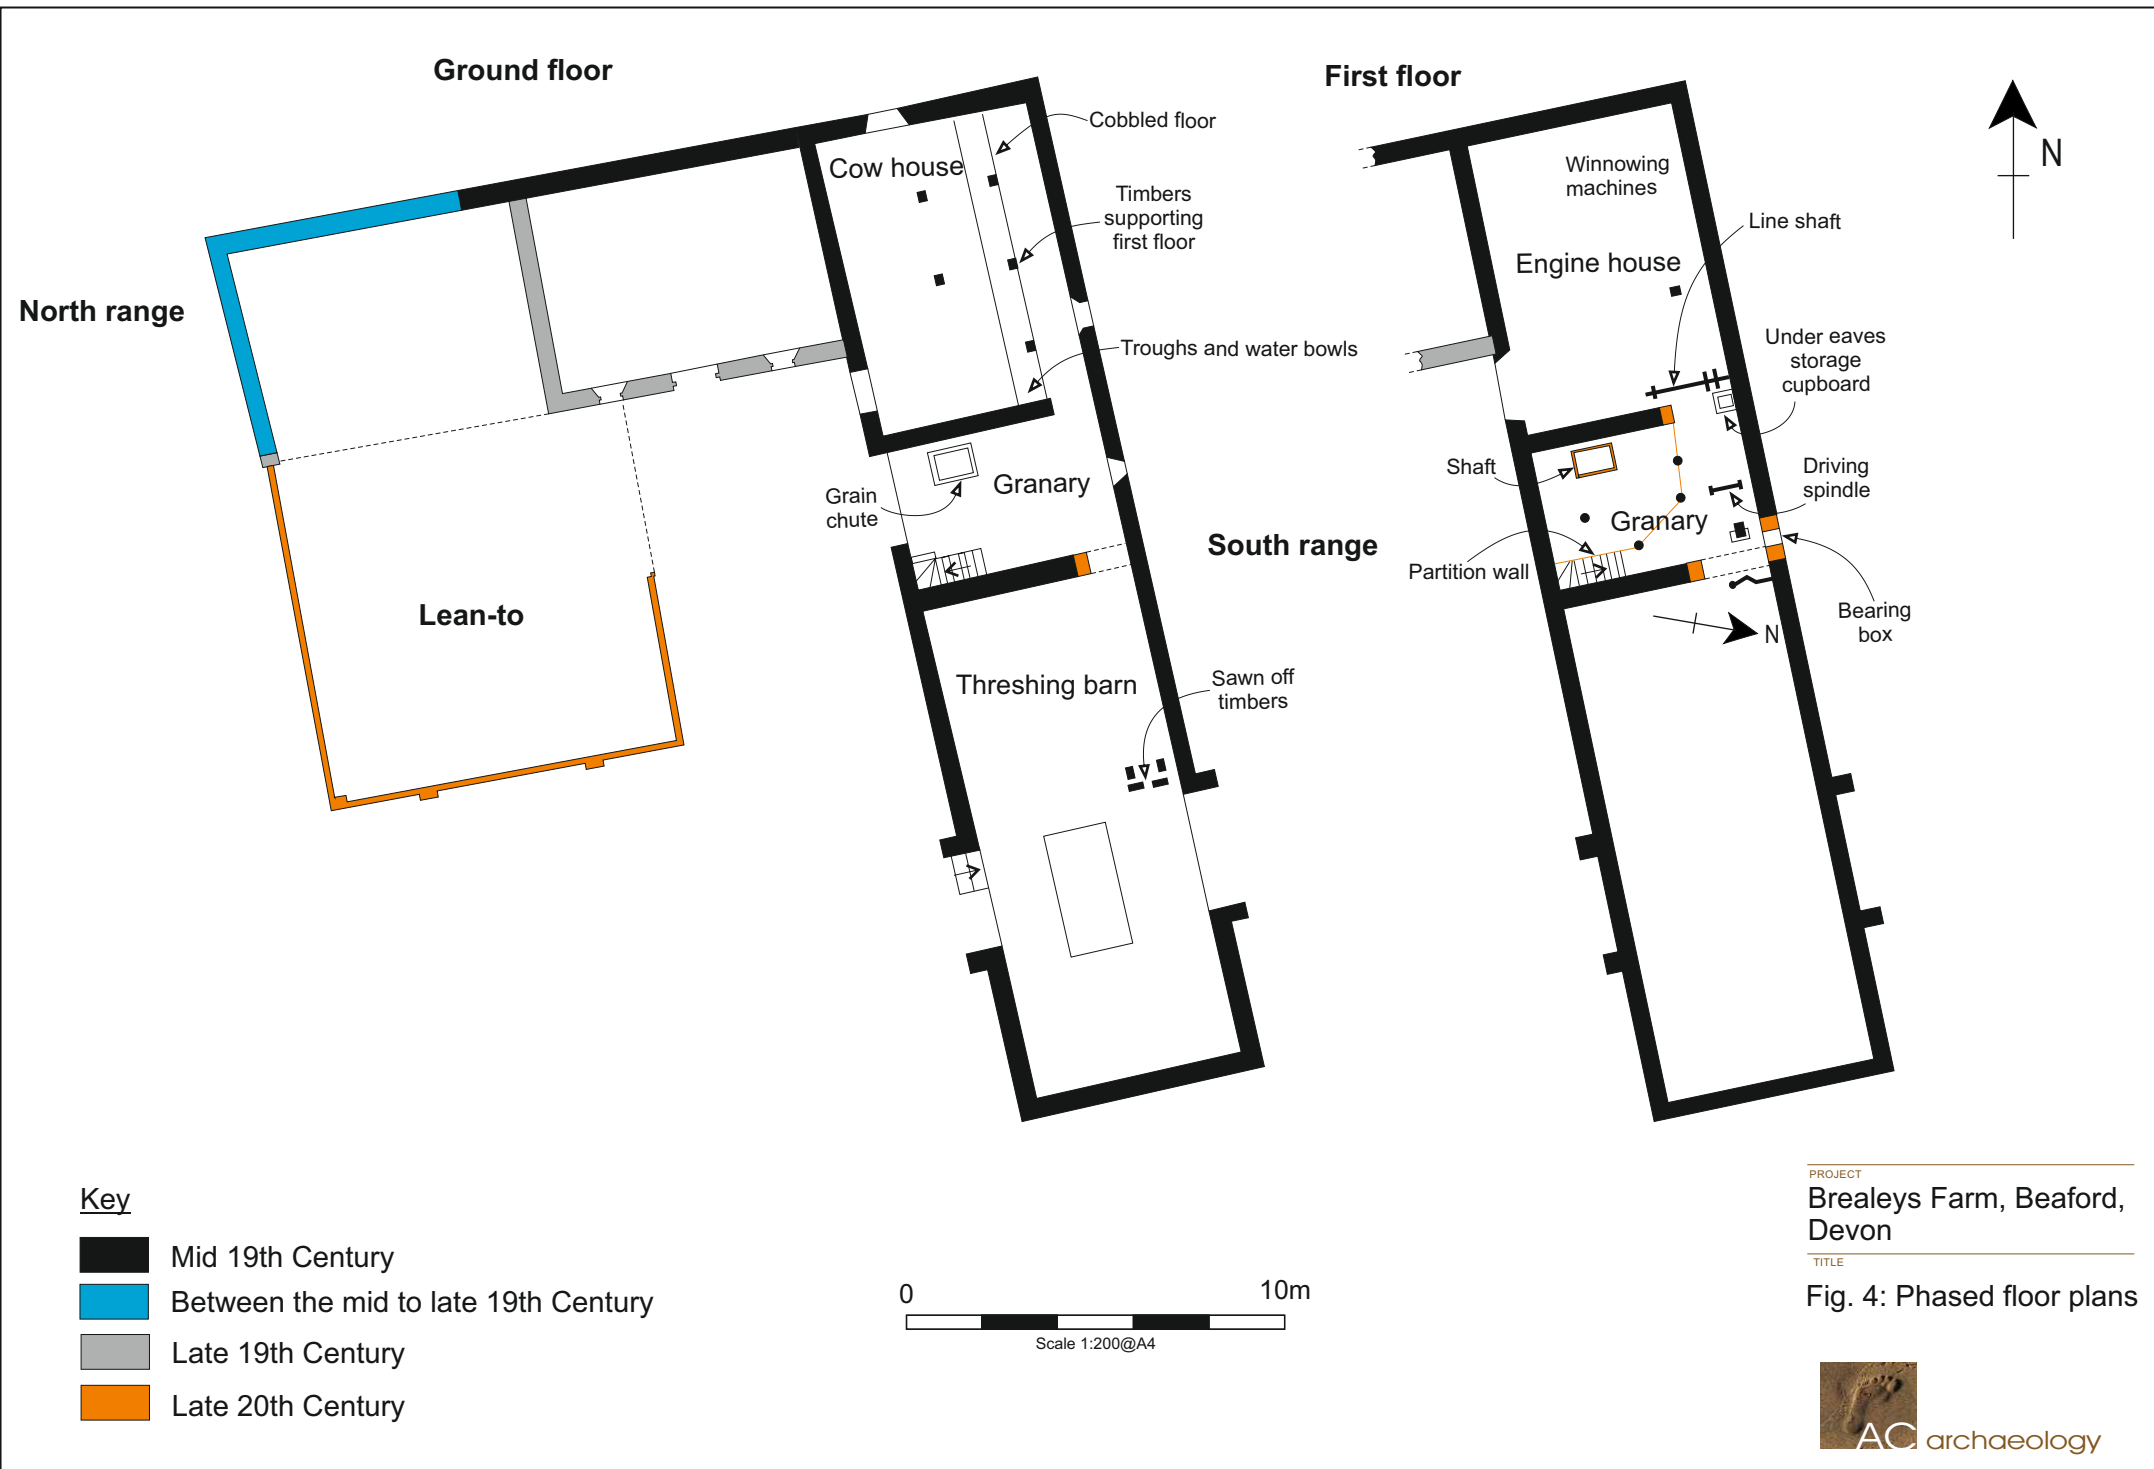 Ground floor
First floor
N
Cobbled floor
Cow house
Winnowing
machines
Timbers
supporting
first floor
Line shaft
Engine house
North range
Under eaves
storage
cupboard
Troughs and water bowls
Shaft
Driving
spindle
Grain
chute
Granary
Granary
South range
Partition wall
Bearing
box
Lean-to
N
Threshing barn
Sawn off
timbers
Key
Mid 19th Century
Between the mid to late 19th Century
Late 19th Century
Late 20th Century
0
10m
Scale 1:200@A4
PROJECT
Brealeys Farm, Beaford,
Devon
TITLE
Fig. 4: Phased floor plans
AC archaeology